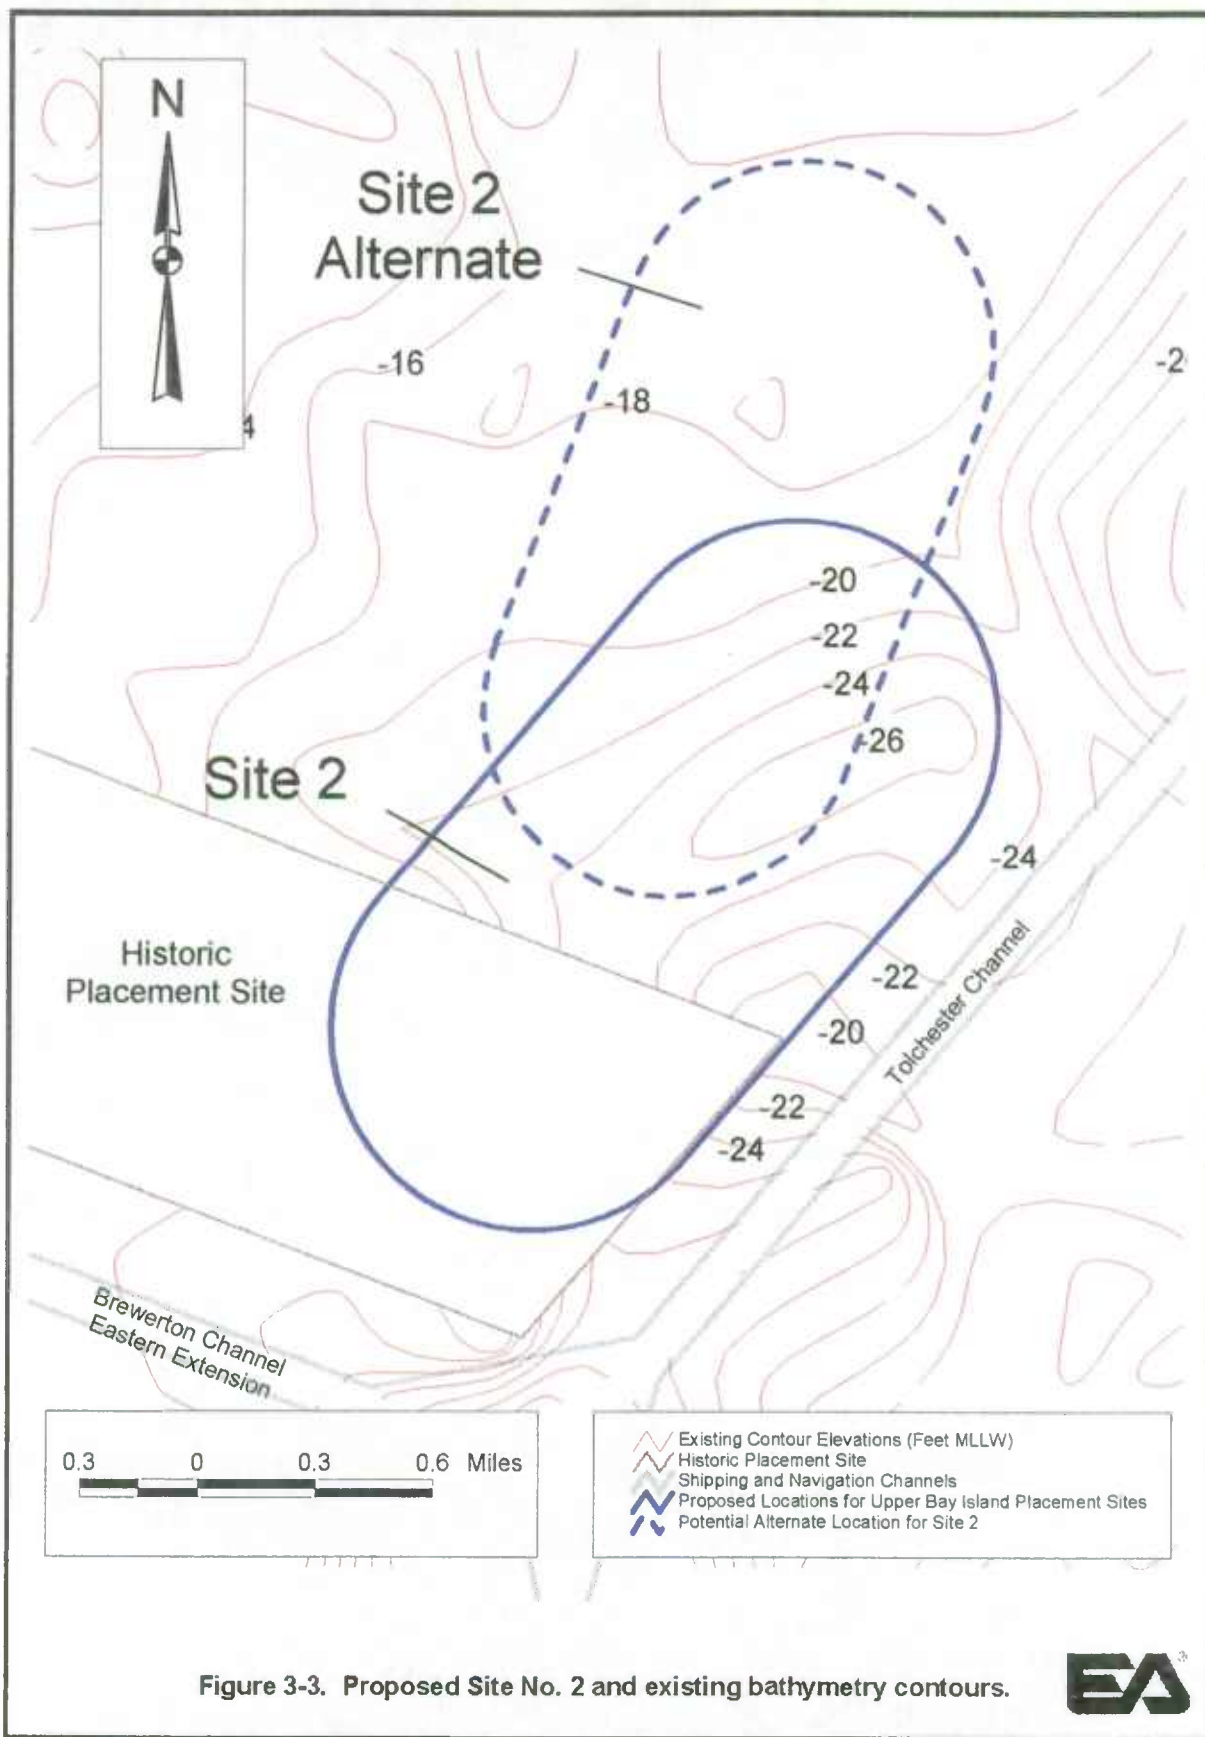 N
Site 2
Alternate
-16
-18
-2
4
-20
-22
-24
-26
Site 2
-24
Historic
Placement Site
-22
-20
Tolchester Channel
-22
-24
Brewerton Channel
Eastern Extension
0.3 0 0.3 0.6 Miles
Existing Contour Elevations (Feet MLLW)
Historic Placement Site
Shipping and Navigation Channels
Proposed Locations for Upper Bay Island Placement Sites
Potential Alternate Location for Site 2
Figure 3-3. Proposed Site No. 2 and existing bathymetry contours.
EA